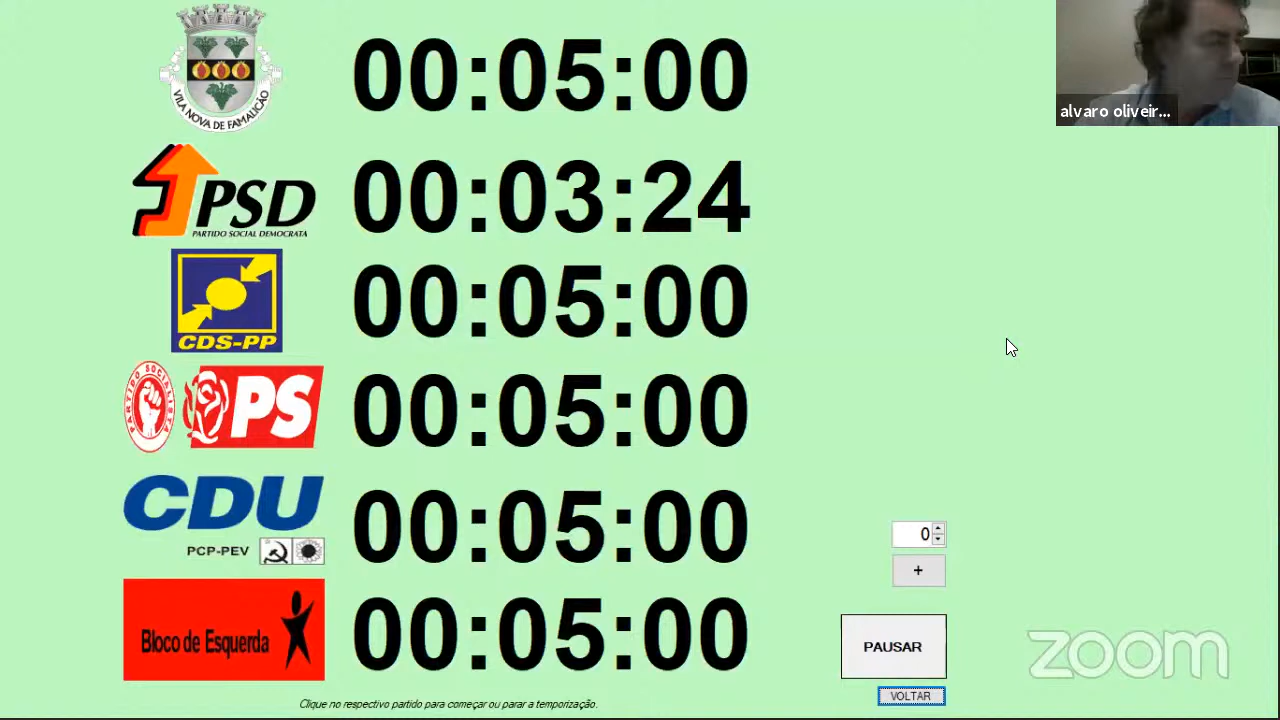 VILA NOVA DE FAMALICÃO
00:05:00
alvaro oliveir...
PSD
PARTIDO SOCIAL DEMOCRATA
00:03:24
CDS-PP
00:05:00
PARTIDO SOCIALISTA
PS
00:05:00
CDU
PCP-PEV
00:05:00
0
+
Bloco de Esquerda
00:05:00
PAUSAR
VOLTAR
zoom
Clique no respectivo partido para começar ou parar a temporização.